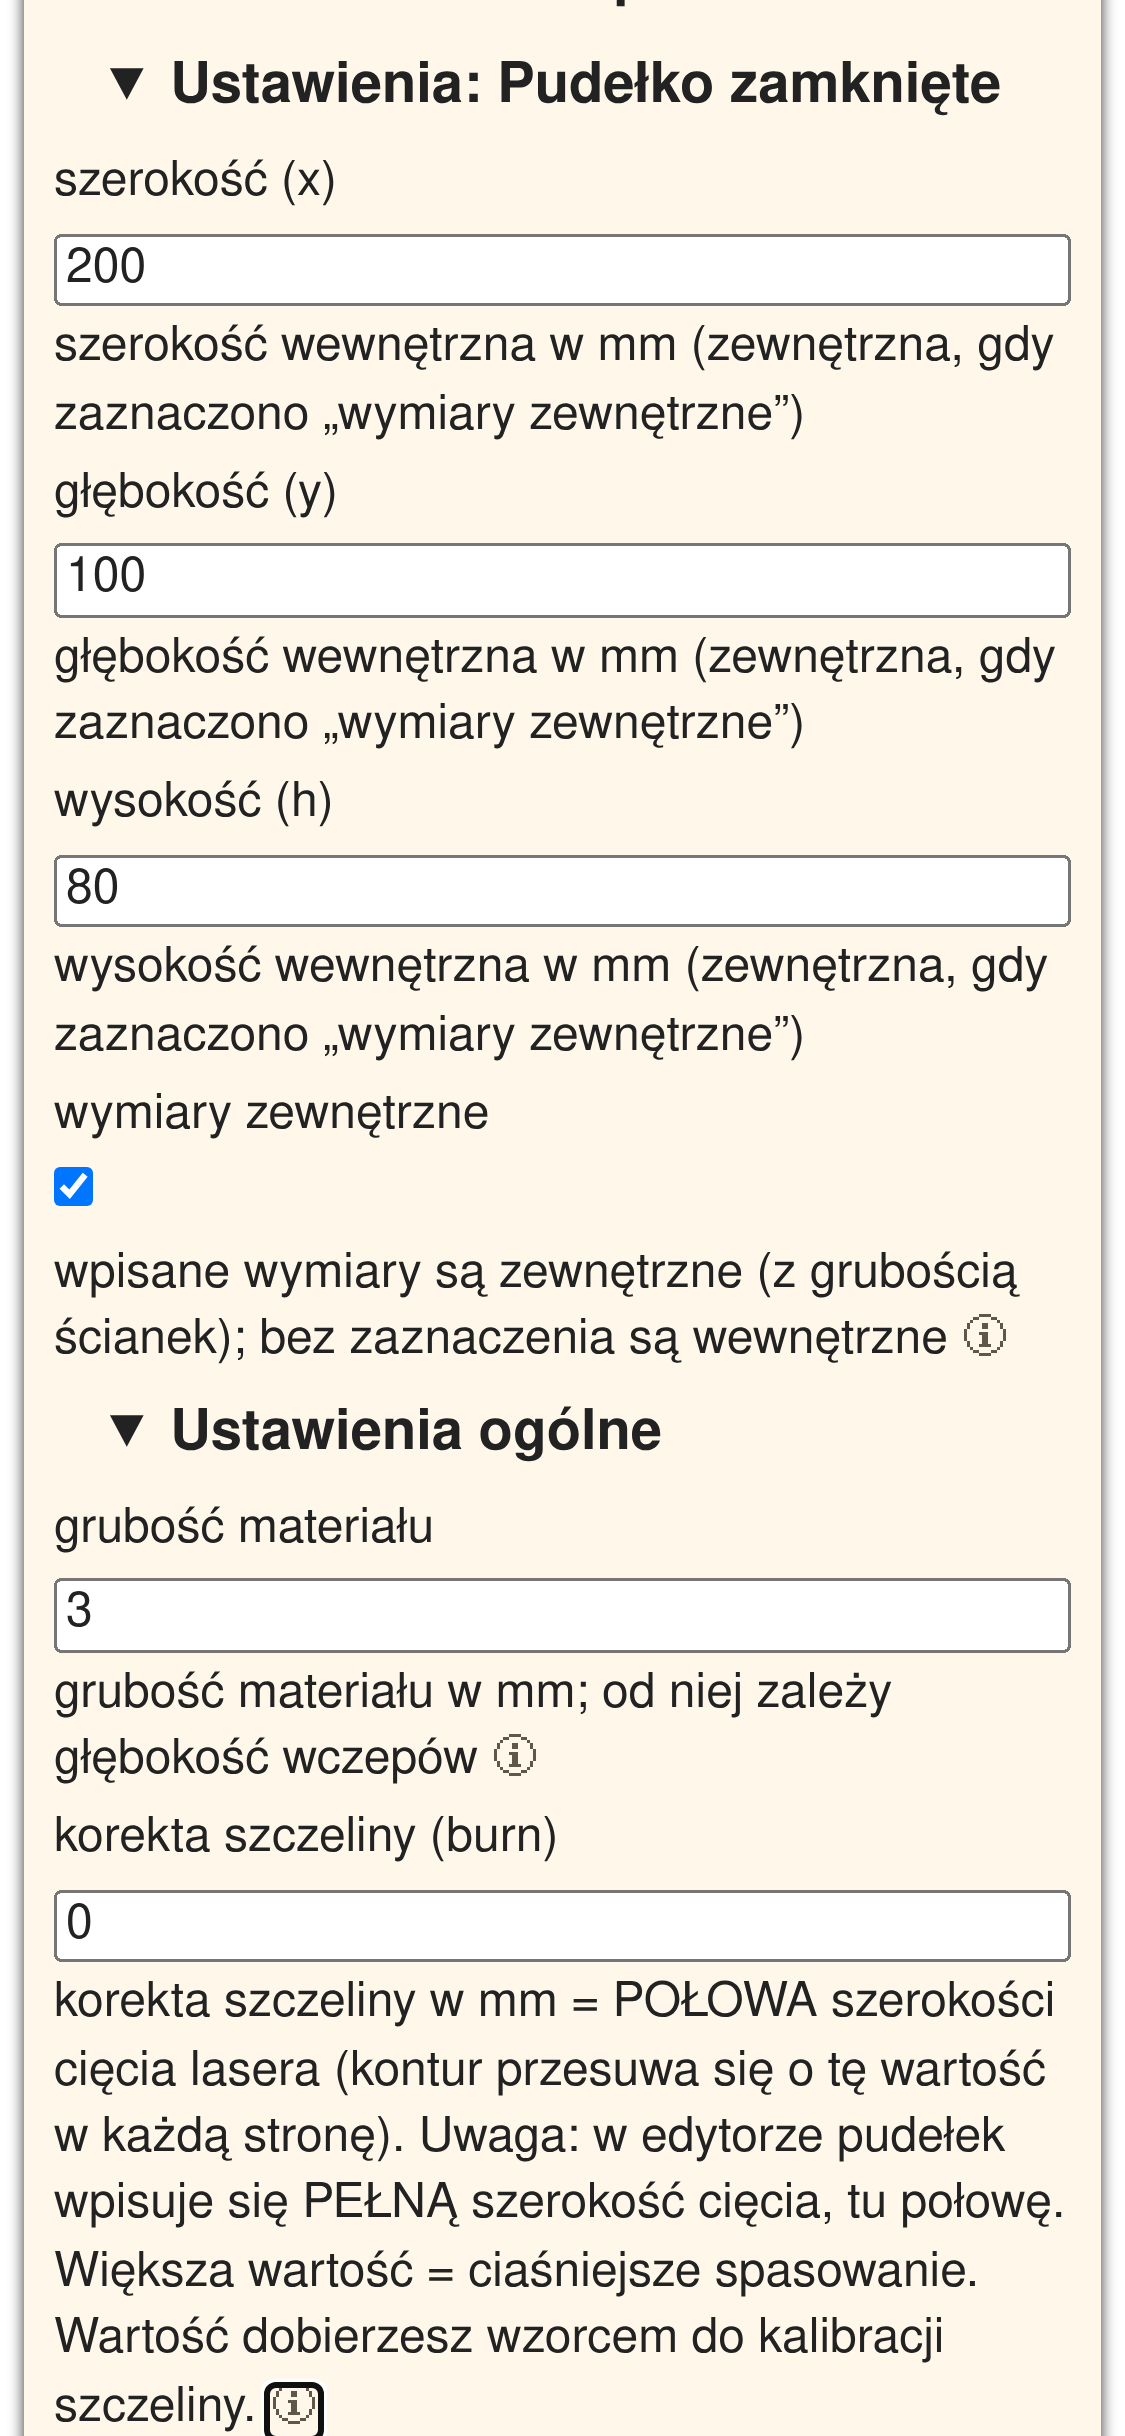 ▼ Ustawienia: Pudełko zamknięte
szerokość (x)
200
szerokość wewnętrzna w mm (zewnętrzna, gdy
zaznaczono „wymiary zewnętrzne”)
głębokość (y)
100
głębokość wewnętrzna w mm (zewnętrzna, gdy
zaznaczono „wymiary zewnętrzne”)
wysokość (h)
80
wysokość wewnętrzna w mm (zewnętrzna, gdy
zaznaczono „wymiary zewnętrzne”)
wymiary zewnętrzne
wpisane wymiary są zewnętrzne (z grubością
ścianek); bez zaznaczenia są wewnętrzne ⓘ
▼ Ustawienia ogólne
grubość materiału
3
grubość materiału w mm; od niej zależy
głębokość wczepów ⓘ
korekta szczeliny (burn)
0
korekta szczeliny w mm = POŁOWA szerokości
cięcia lasera (kontur przesuwa się o tę wartość
w każdą stronę). Uwaga: w edytorze pudełek
wpisuje się PEŁNĄ szerokość cięcia, tu połowę.
Większa wartość = ciaśniejsze spasowanie.
Wartość dobierzesz wzorcem do kalibracji
szczeliny. ⓘ